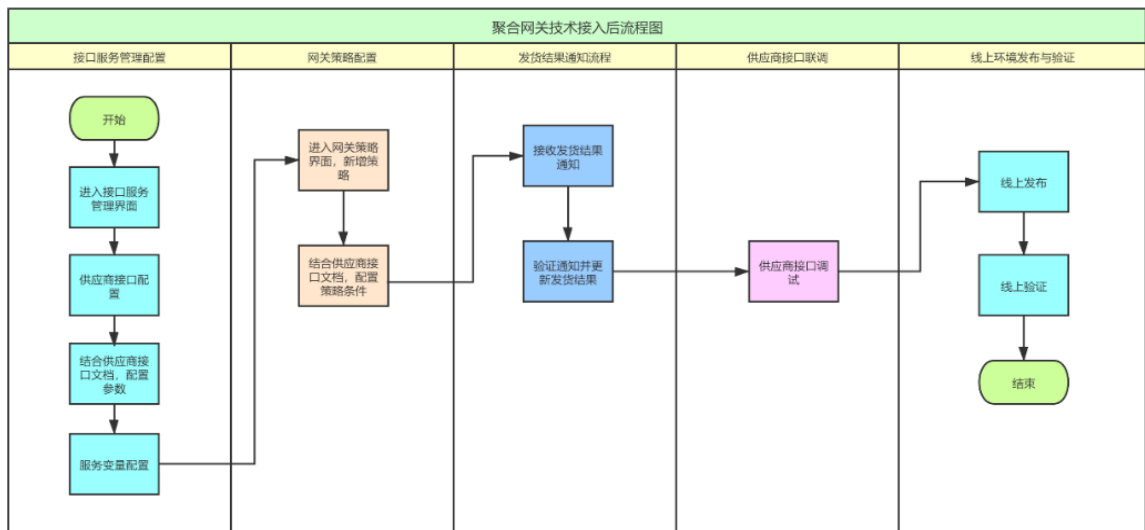 聚合网关技术接入后流程图
接口服务管理配置
网关策略配置
发货结果通知流程
供应商接口联调
线上环境发布与验证
开始
进入接口服务
管理界面
供应商接口配
置
结合供应商接
口文档，配置
参数
服务变量配置
进入网关策略
界面，新增策
略
结合供应商接
口文档，配置
策略条件
接收发货结果
通知
验证通知并更
新发货结果
供应商接口调
试
线上发布
线上验证
结束